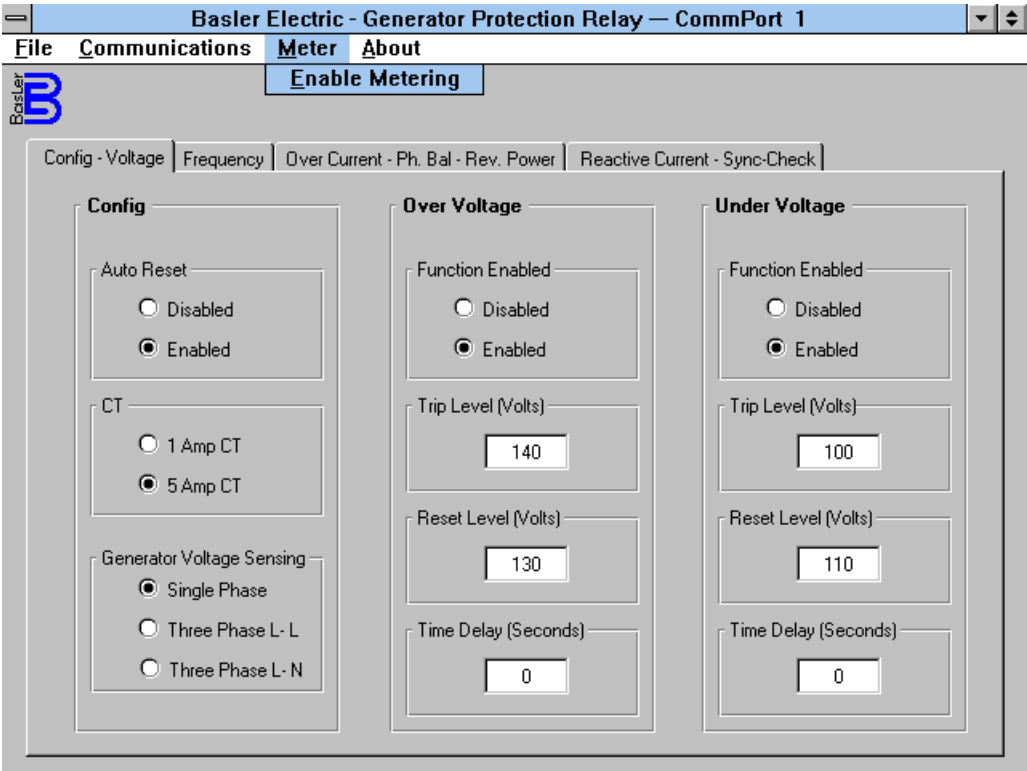 Basler Electric - Generator Protection Relay — CommPort 1
File Communications Meter About
Enable Metering
Basler
B
Config - Voltage Frequency Over Current - Ph. Bal - Rev. Power Reactive Current - Sync-Check
Config
Auto Reset
Disabled
Enabled
CT
1 Amp CT
5 Amp CT
Generator Voltage Sensing
Single Phase
Three Phase L- L
Three Phase L- N
Over Voltage
Function Enabled
Disabled
Enabled
Trip Level (Volts)
140
Reset Level (Volts)
130
Time Delay (Seconds)
0
Under Voltage
Function Enabled
Disabled
Enabled
Trip Level (Volts)
100
Reset Level (Volts)
110
Time Delay (Seconds)
0